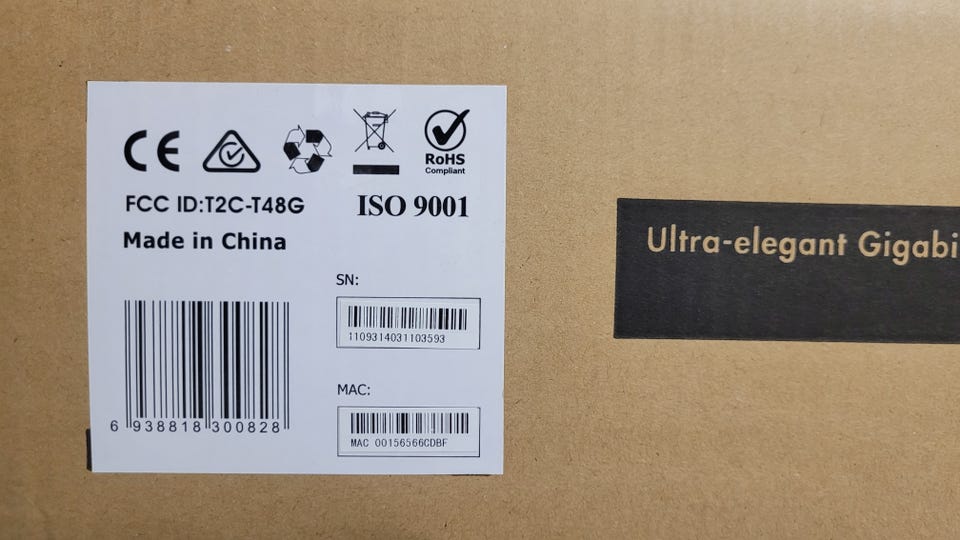 CE
RoHS
Compliant
FCC ID:T2C-T48G
ISO 9001
Made in China
SN:
1109314031103593
MAC:
MAC 00156566CDBF
6 938818 300828
Ultra-elegant Gigabi